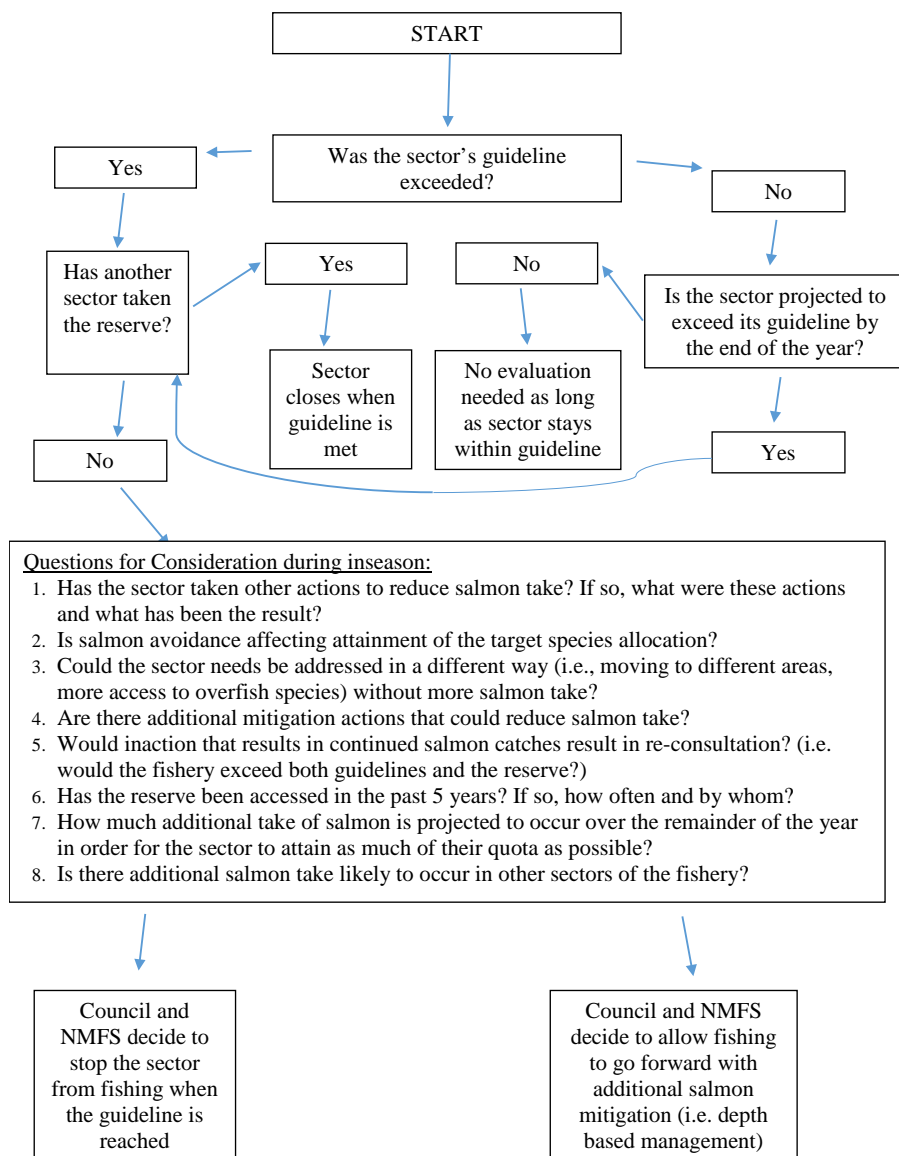 START
Was the sector's guideline
exceeded?
Yes
No
Has another
sector taken
the reserve?
Yes
No
Is the sector projected to
exceed its guideline by
the end of the year?
Sector
closes when
guideline is
met
No evaluation
needed as long
as sector stays
within guideline
No
Yes
Questions for Consideration during inseason:
1. Has the sector taken other actions to reduce salmon take? If so, what were these actions
and what has been the result?
2. Is salmon avoidance affecting attainment of the target species allocation?
3. Could the sector needs be addressed in a different way (i.e., moving to different areas,
more access to overfish species) without more salmon take?
4. Are there additional mitigation actions that could reduce salmon take?
5. Would inaction that results in continued salmon catches result in re-consultation? (i.e.
would the fishery exceed both guidelines and the reserve?)
6. Has the reserve been accessed in the past 5 years? If so, how often and by whom?
7. How much additional take of salmon is projected to occur over the remainder of the year
in order for the sector to attain as much of their quota as possible?
8. Is there additional salmon take likely to occur in other sectors of the fishery?
Council and
NMFS decide to
stop the sector
from fishing when
the guideline is
reached
Council and NMFS
decide to allow fishing
to go forward with
additional salmon
mitigation (i.e. depth
based management)